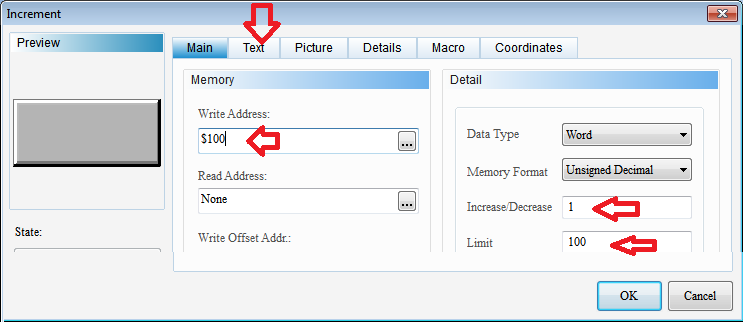 Increment
Preview
Main Text Picture Details Macro Coordinates
Memory
Write Address:
$100
...
Read Address:
None
...
Write Offset Addr.:
Detail
Data Type Word
Memory Format Unsigned Decimal
Increase/Decrease 1
Limit 100
State:
OK Cancel